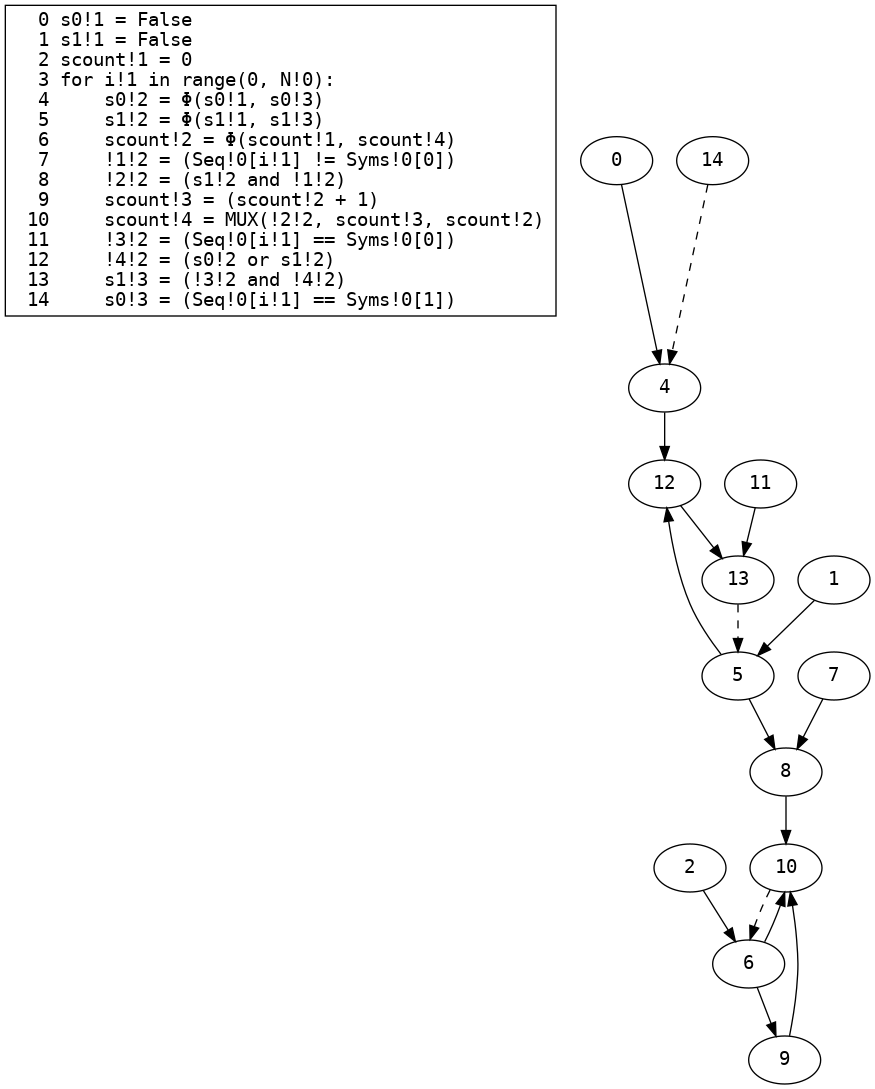 0 s0!1 = False
1 s1!1 = False
2 scount!1 = 0
3 for i!1 in range(0, N!0):
4     s0!2 = Φ(s0!1, s0!3)
5     s1!2 = Φ(s1!1, s1!3)
6     scount!2 = Φ(scount!1, scount!4)
7     !1!2 = (Seq!0[i!1] != Syms!0[0])
8     !2!2 = (s1!2 and !1!2)
9     scount!3 = (scount!2 + 1)
10     scount!4 = MUX(!2!2, scount!3, scount!2)
11     !3!2 = (Seq!0[i!1] == Syms!0[0])
12     !4!2 = (s0!2 or s1!2)
13     s1!3 = (!3!2 and !4!2)
14     s0!3 = (Seq!0[i!1] == Syms!0[1])
0
14
4
12
11
13
1
5
7
8
2
10
6
9